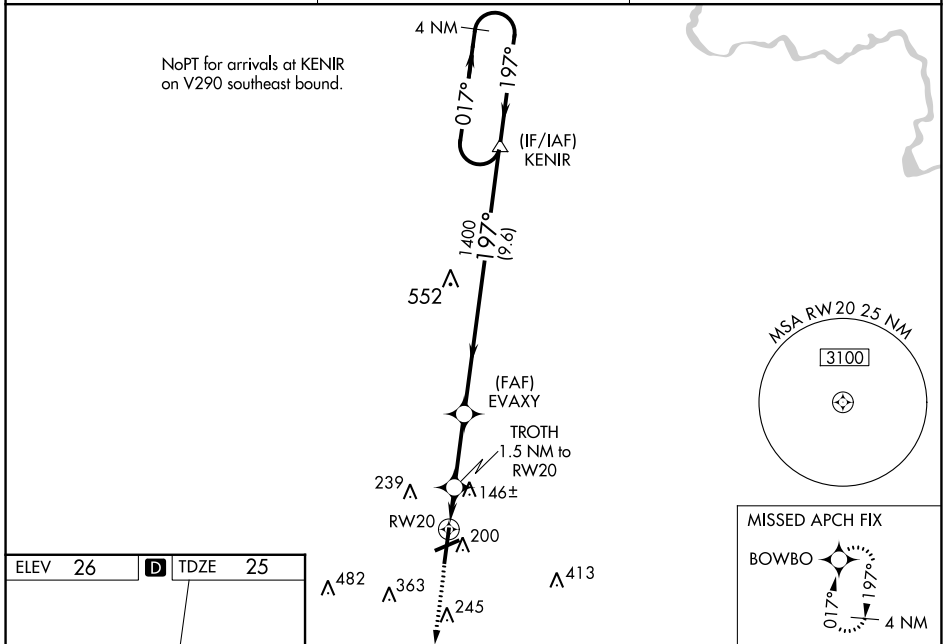 NoPT for arrivals at KENIR
on V290 southeast bound.
4 NM
017°
197°
(IF/IAF)
KENIR
1400
197°
(9.6)
552
(FAF)
EVAXY
TROTH
1.5 NM to
RW20
239
146±
RW20
200
482
363
413
245
MSA RW20 25 NM
3100
MISSED APCH FIX
BOWBO
017°
197°
4 NM
ELEV 26 D TDZE 25